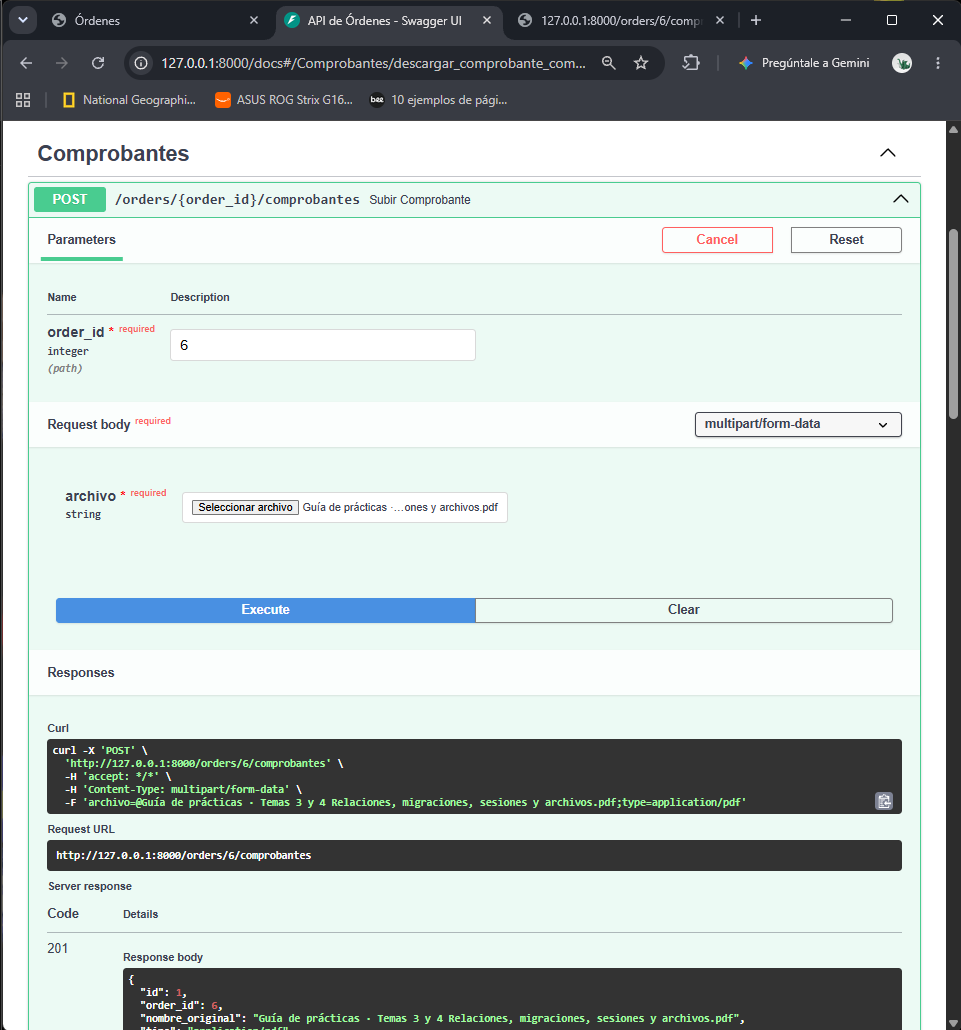 Órdenes
API de Órdenes - Swagger UI
127.0.0.1:8000/orders/6/comp
127.0.0.1:8000/docs#/Comprobantes/descargar_comprobante_com...
Pregúntale a Gemini
National Geographi...
ASUS ROG Strix G16...
bee
10 ejemplos de pági...
Comprobantes
POST
/orders/{order_id}/comprobantes
Subir Comprobante
Parameters
Cancel
Reset
Name
Description
order_id * required
integer
(path)
6
Request body required
multipart/form-data
archivo * required
string
Seleccionar archivo
Guía de prácticas ·...ones y archivos.pdf
Execute
Clear
Responses
Curl
curl -X 'POST' \
'http://127.0.0.1:8000/orders/6/comprobantes' \
-H 'accept: */*' \
-H 'Content-Type: multipart/form-data' \
-F 'archivo=@Guía de prácticas · Temas 3 y 4 Relaciones, migraciones, sesiones y archivos.pdf;type=application/pdf'
Request URL
http://127.0.0.1:8000/orders/6/comprobantes
Server response
Code
Details
201
Response body
{
"id": 1,
"order_id": 6,
"nombre_original": "Guía de prácticas · Temas 3 y 4 Relaciones, migraciones, sesiones y archivos.pdf",